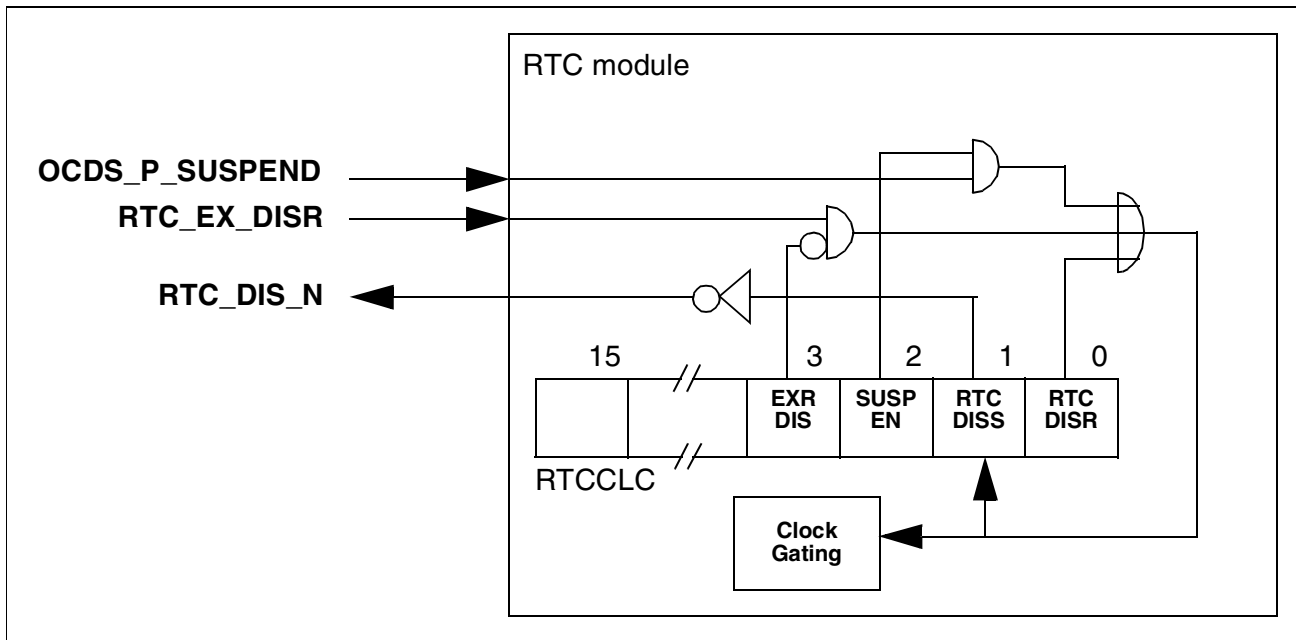 RTC module
OCDS_P_SUSPEND
RTC_EX_DISR
RTC_DIS_N
15 3 2 1 0
EXR DIS
SUSP EN
RTC DISS
RTC DISR
RTCCLC
Clock
Gating